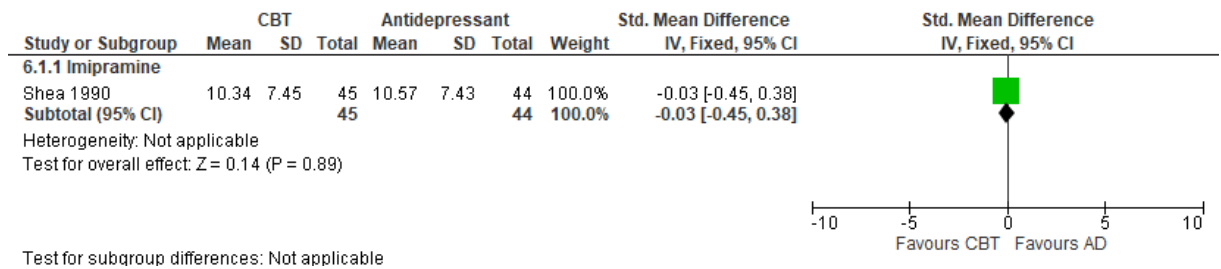 CBT Antidepressant Std. Mean Difference Std. Mean Difference
Study or Subgroup Mean SD Total Mean SD Total Weight IV, Fixed, 95% CI IV, Fixed, 95% CI
6.1.1 Imipramine
Shea 1990 10.34 7.45 45 10.57 7.43 44 100.0% -0.03 [-0.45, 0.38]
Subtotal (95% CI) 45 44 100.0% -0.03 [-0.45, 0.38]
Heterogeneity: Not applicable
Test for overall effect: Z = 0.14 (P = 0.89)
-10 -5 0 5 10
Favours CBT Favours AD
Test for subgroup differences: Not applicable